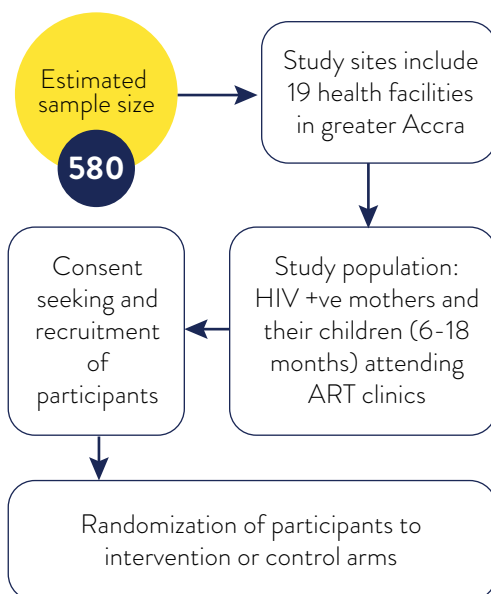 Estimated
sample size
580
Study sites include
19 health facilities
in greater Accra
Study population:
HIV +ve mothers and
their children (6-18
months) attending
ART clinics
Consent
seeking and
recruitment
of
participants
Randomization of participants to
intervention or control arms